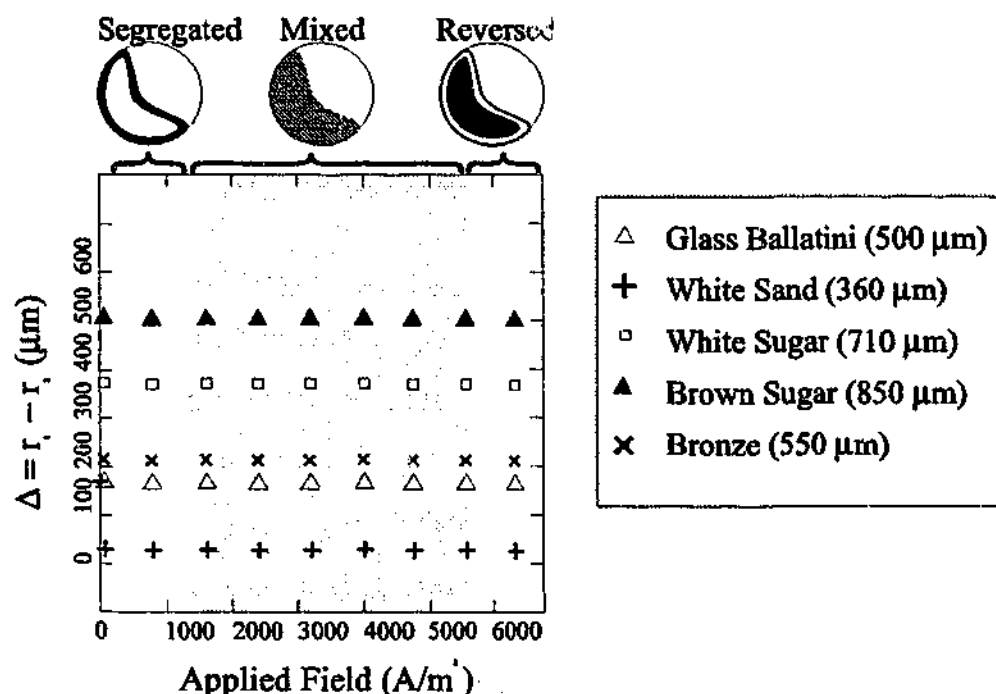 Segregated Mixed Reversed
600
500
400
300
200
100
0
Δ = r, − r, (μm)
0 1000 2000 3000 4000 5000 6000
Applied Field (A/m)
△ Glass Ballatini (500 μm)
+ White Sand (360 μm)
□ White Sugar (710 μm)
▲ Brown Sugar (850 μm)
× Bronze (550 μm)